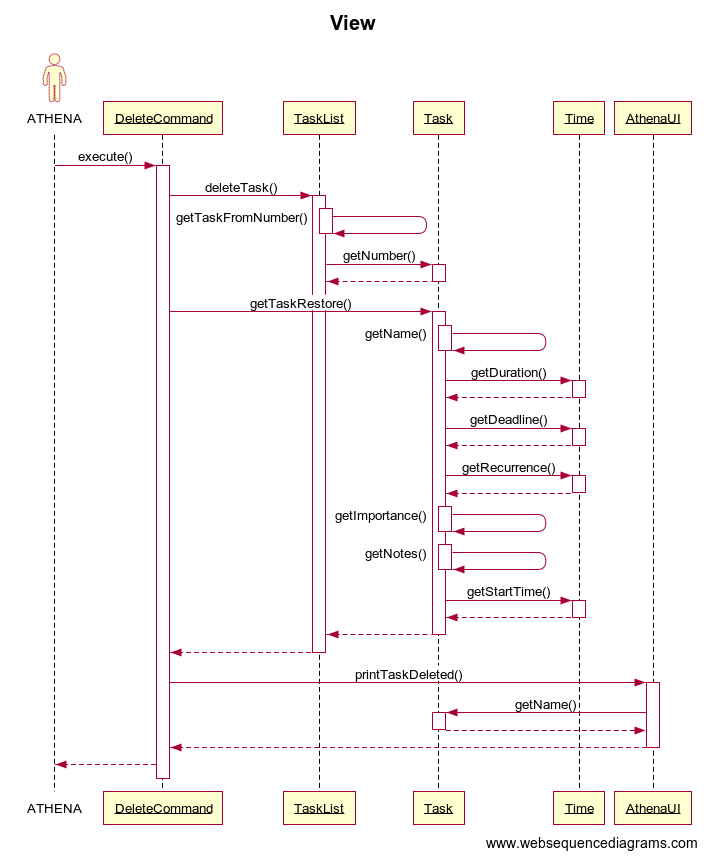 View
ATHENA
DeleteCommand
TaskList
Task
Time
AthenaUI
execute()
deleteTask()
getTaskFromNumber()
getNumber()
getTaskRestore()
getName()
getDuration()
getDeadline()
getRecurrence()
getImportance()
getNotes()
getStartTime()
printTaskDeleted()
getName()
ATHENA
DeleteCommand
TaskList
Task
Time
AthenaUI
www.websequencediagrams.com